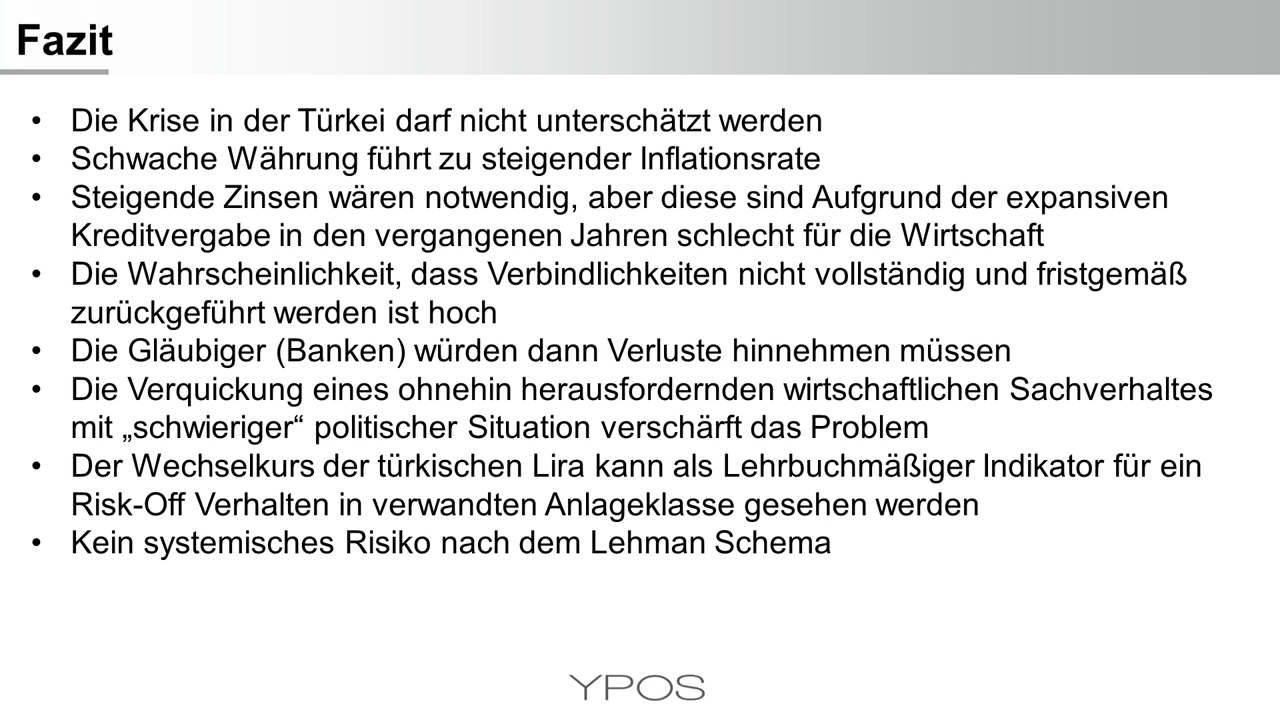 Fazit
• Die Krise in der Türkei darf nicht unterschätzt werden
• Schwache Währung führt zu steigender Inflationsrate
• Steigende Zinsen wären notwendig, aber diese sind Aufgrund der expansiven
Kreditvergabe in den vergangenen Jahren schlecht für die Wirtschaft
• Die Wahrscheinlichkeit, dass Verbindlichkeiten nicht vollständig und fristgemäß
zurückgeführt werden ist hoch
• Die Gläubiger (Banken) würden dann Verluste hinnehmen müssen
• Die Verquickung eines ohnehin herausfordernden wirtschaftlichen Sachverhaltes
mit „schwieriger“ politischer Situation verschärft das Problem
• Der Wechselkurs der türkischen Lira kann als Lehrbuchmäßiger Indikator für ein
Risk-Off Verhalten in verwandten Anlageklasse gesehen werden
• Kein systemisches Risiko nach dem Lehman Schema
YPOS